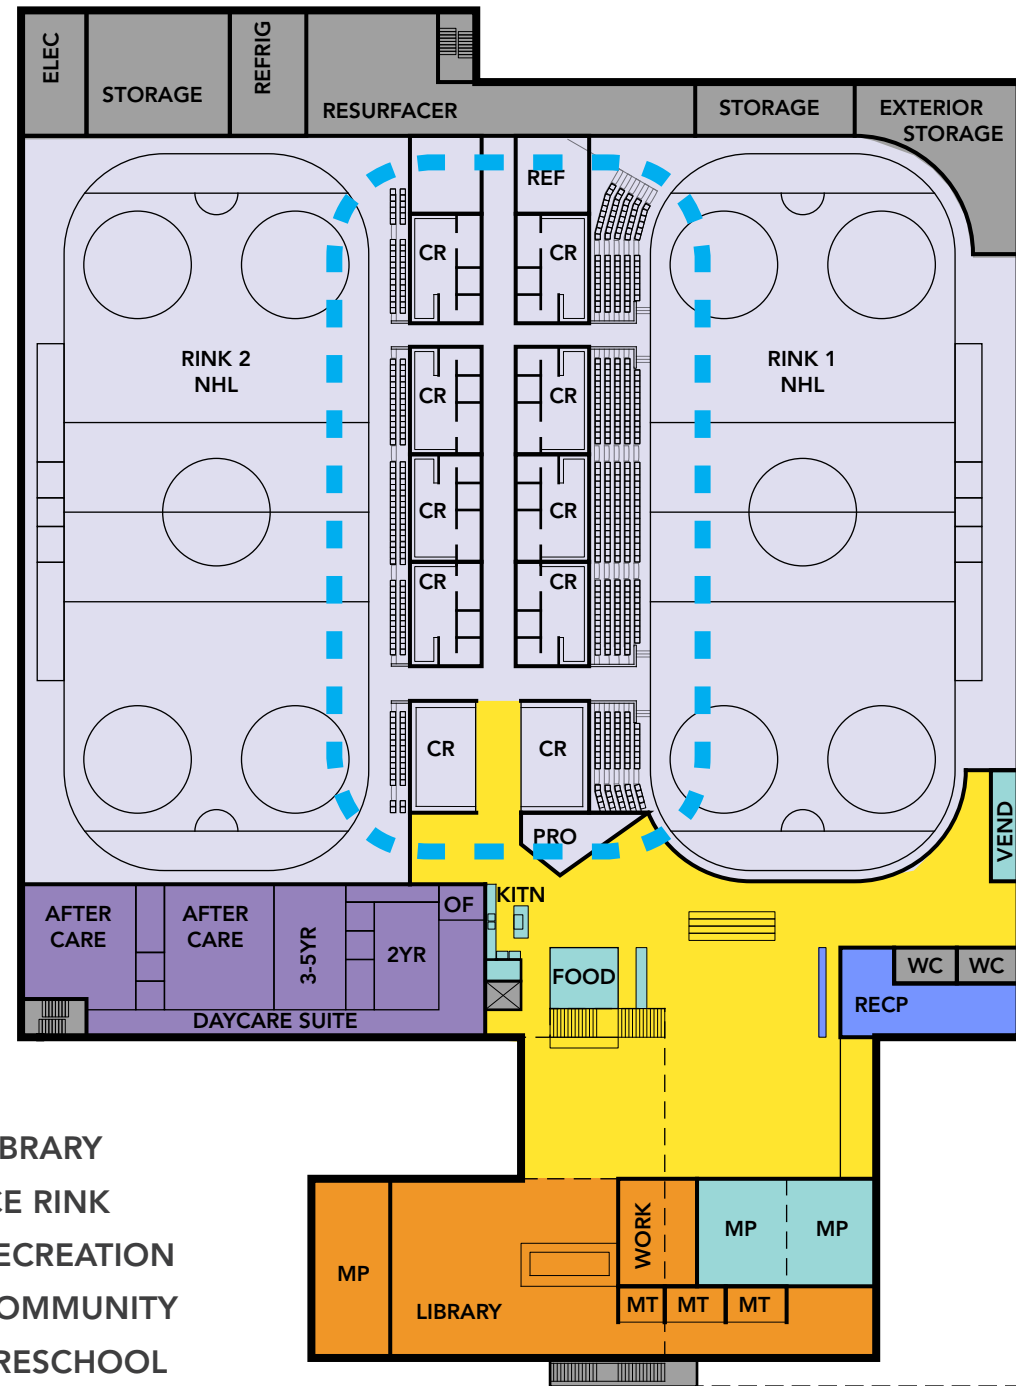 ELEC
STORAGE
REFRIG
RESURFACER
STORAGE
EXTERIOR
STORAGE
REF
CR
CR
RINK 2
NHL
RINK 1
NHL
CR
CR
CR
CR
CR
CR
CR
CR
PRO
VEND
KITN
AFTER
CARE
AFTER
CARE
3-5YR
2YR
OF
FOOD
WC
WC
RECP
DAYCARE SUITE
BRARY
CE RINK
ECREATION
OMMUNITY
RESCHOOL
MP
LIBRARY
WORK
MP
MP
MT
MT
MT